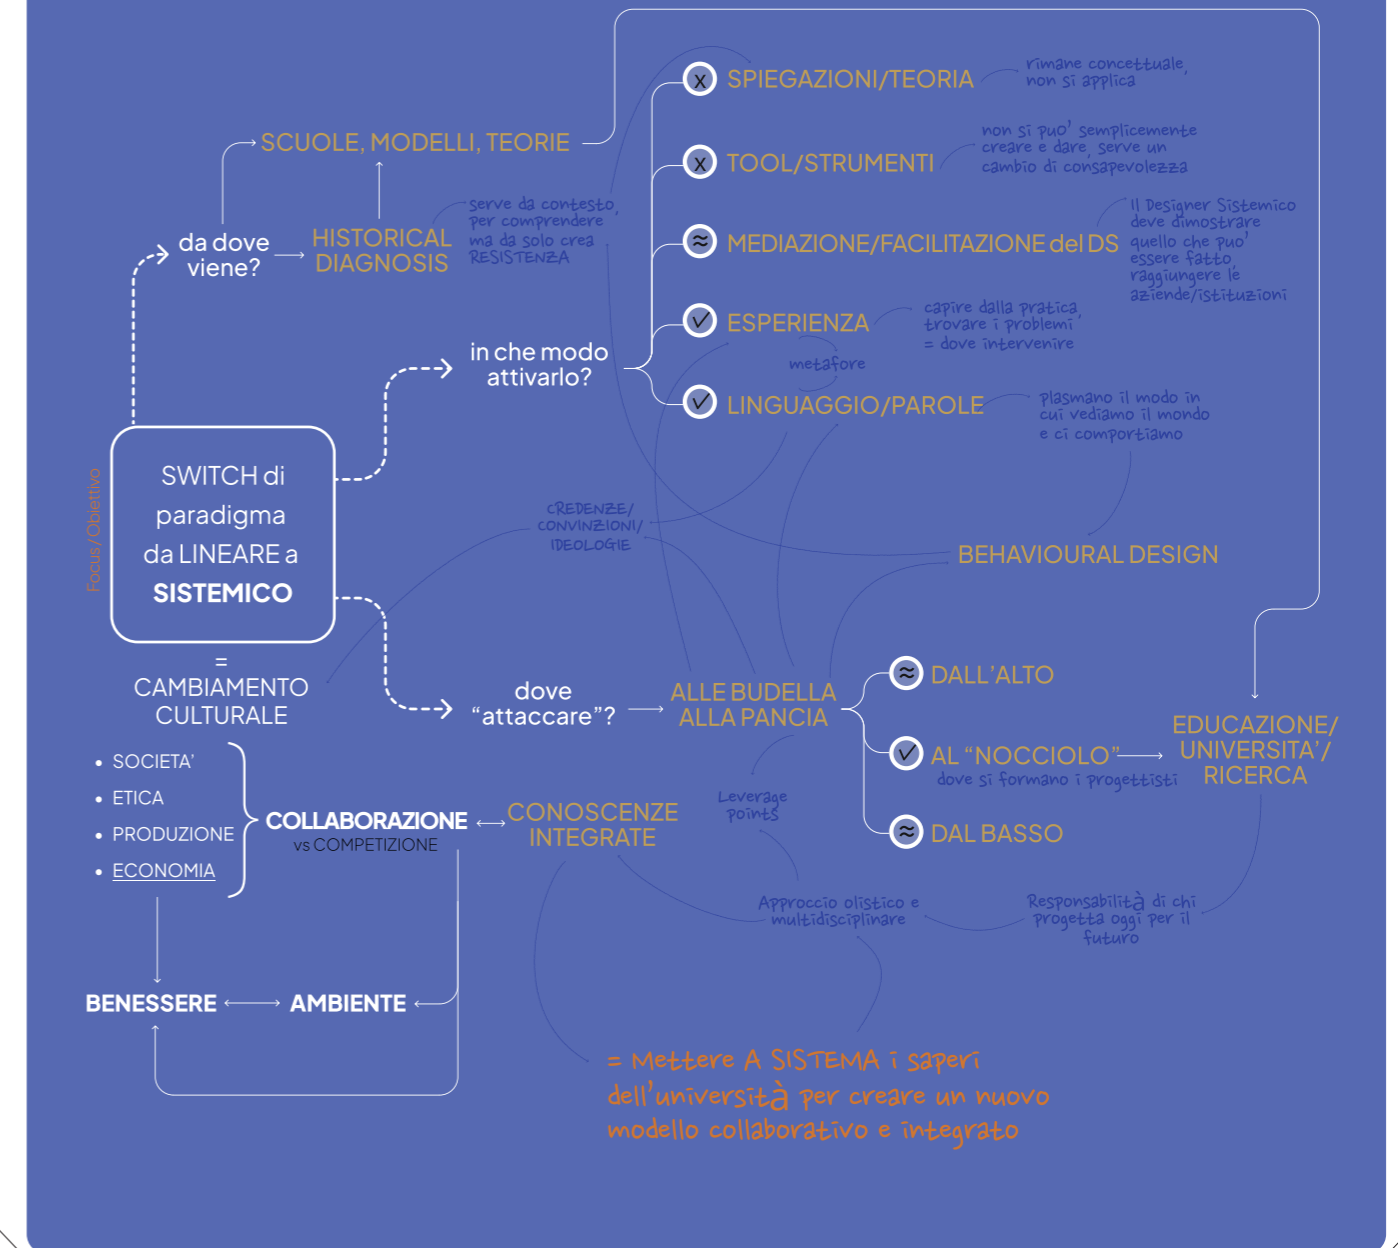 SPIEGAZIONI/TEORIA
rimane concettuale,
non si applica
SCUOLE, MODELLI, TEORIE
TOOL/STRUMENTI
non si puo' semplicemente
creare e dare, serve un
cambio di consapevolezza
da dove
viene?
HISTORICAL
DIAGNOSIS
serve da contesto,
per comprendere
ma da solo crea
RESISTENZA
MEDIAZIONE/FACILITAZIONE del DS
Il Designer Sistemico
deve dimostrare
quello che puo'
essere fatto,
raggiungere le
aziende/istituzioni
in che modo
attivarlo?
ESPERIENZA
capire dalla pratica,
trovare i problemi
= dove intervenire
metafore
LINGUAGGIO/PAROLE
plasmano il modo in
cui vediamo il mondo
e ci comportiamo
Focus/Obiettivo
SWITCH di
paradigma
da LINEARE a
SISTEMICO
CREDENZE/
CONVINZIONI/
IDEOLOGIE
BEHAVIOURAL DESIGN
=
CAMBIAMENTO
CULTURALE
dove
“attaccare”?
ALLE BUDELLA
ALLA PANCIA
DALL'ALTO
AL “NOCCIOLO”
dove si formano i progettisti
DAL BASSO
EDUCAZIONE/
UNIVERSITA'/
RICERCA
• SOCIETA'
• ETICA
• PRODUZIONE
• ECONOMIA
COLLABORAZIONE
vs COMPETIZIONE
CONOSCENZE
INTEGRATE
Leverage
points
Approccio olistico e
multidisciplinare
Responsabilità di chi
progetta oggi per il
futuro
BENESSERE
AMBIENTE
= Mettere A SISTEMA i saperi
dell'università per creare un nuovo
modello collaborativo e integrato